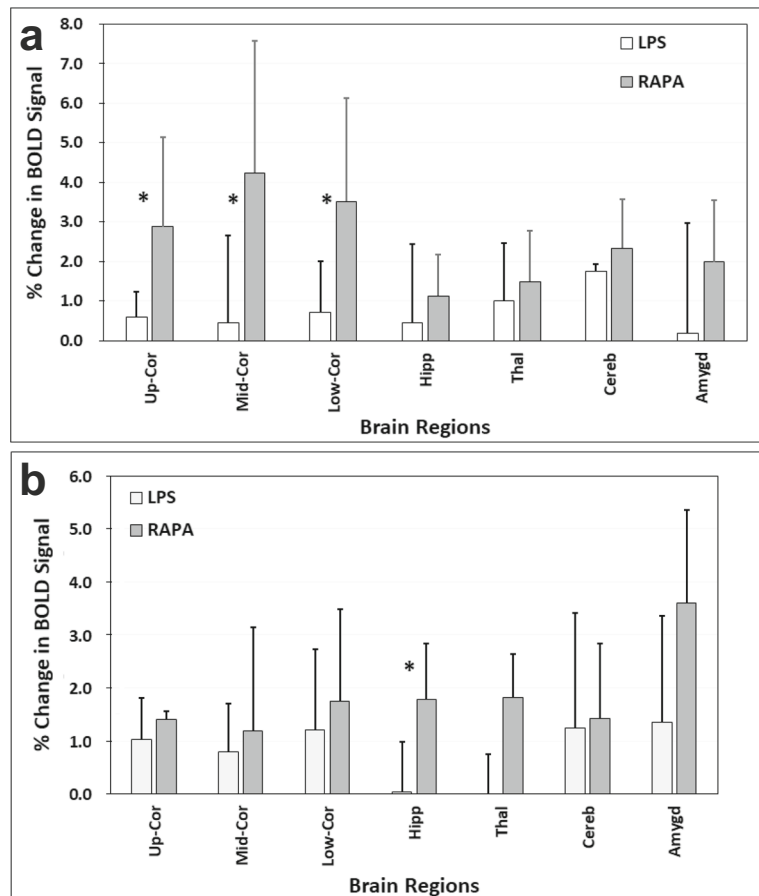 a
% Change in BOLD Signal
8.0
7.0
6.0
5.0
4.0
3.0
2.0
1.0
0.0
LPS
RAPA
*
*
*
Up-Cor
Mid-Cor
Low-Cor
Hipp
Thal
Cereb
Amygd
Brain Regions
b
% Change in BOLD Signal
6.0
5.0
4.0
3.0
2.0
1.0
0.0
LPS
RAPA
*
Up-Cor
Mid-Cor
Low-Cor
Hipp
Thal
Cereb
Amygd
Brain Regions